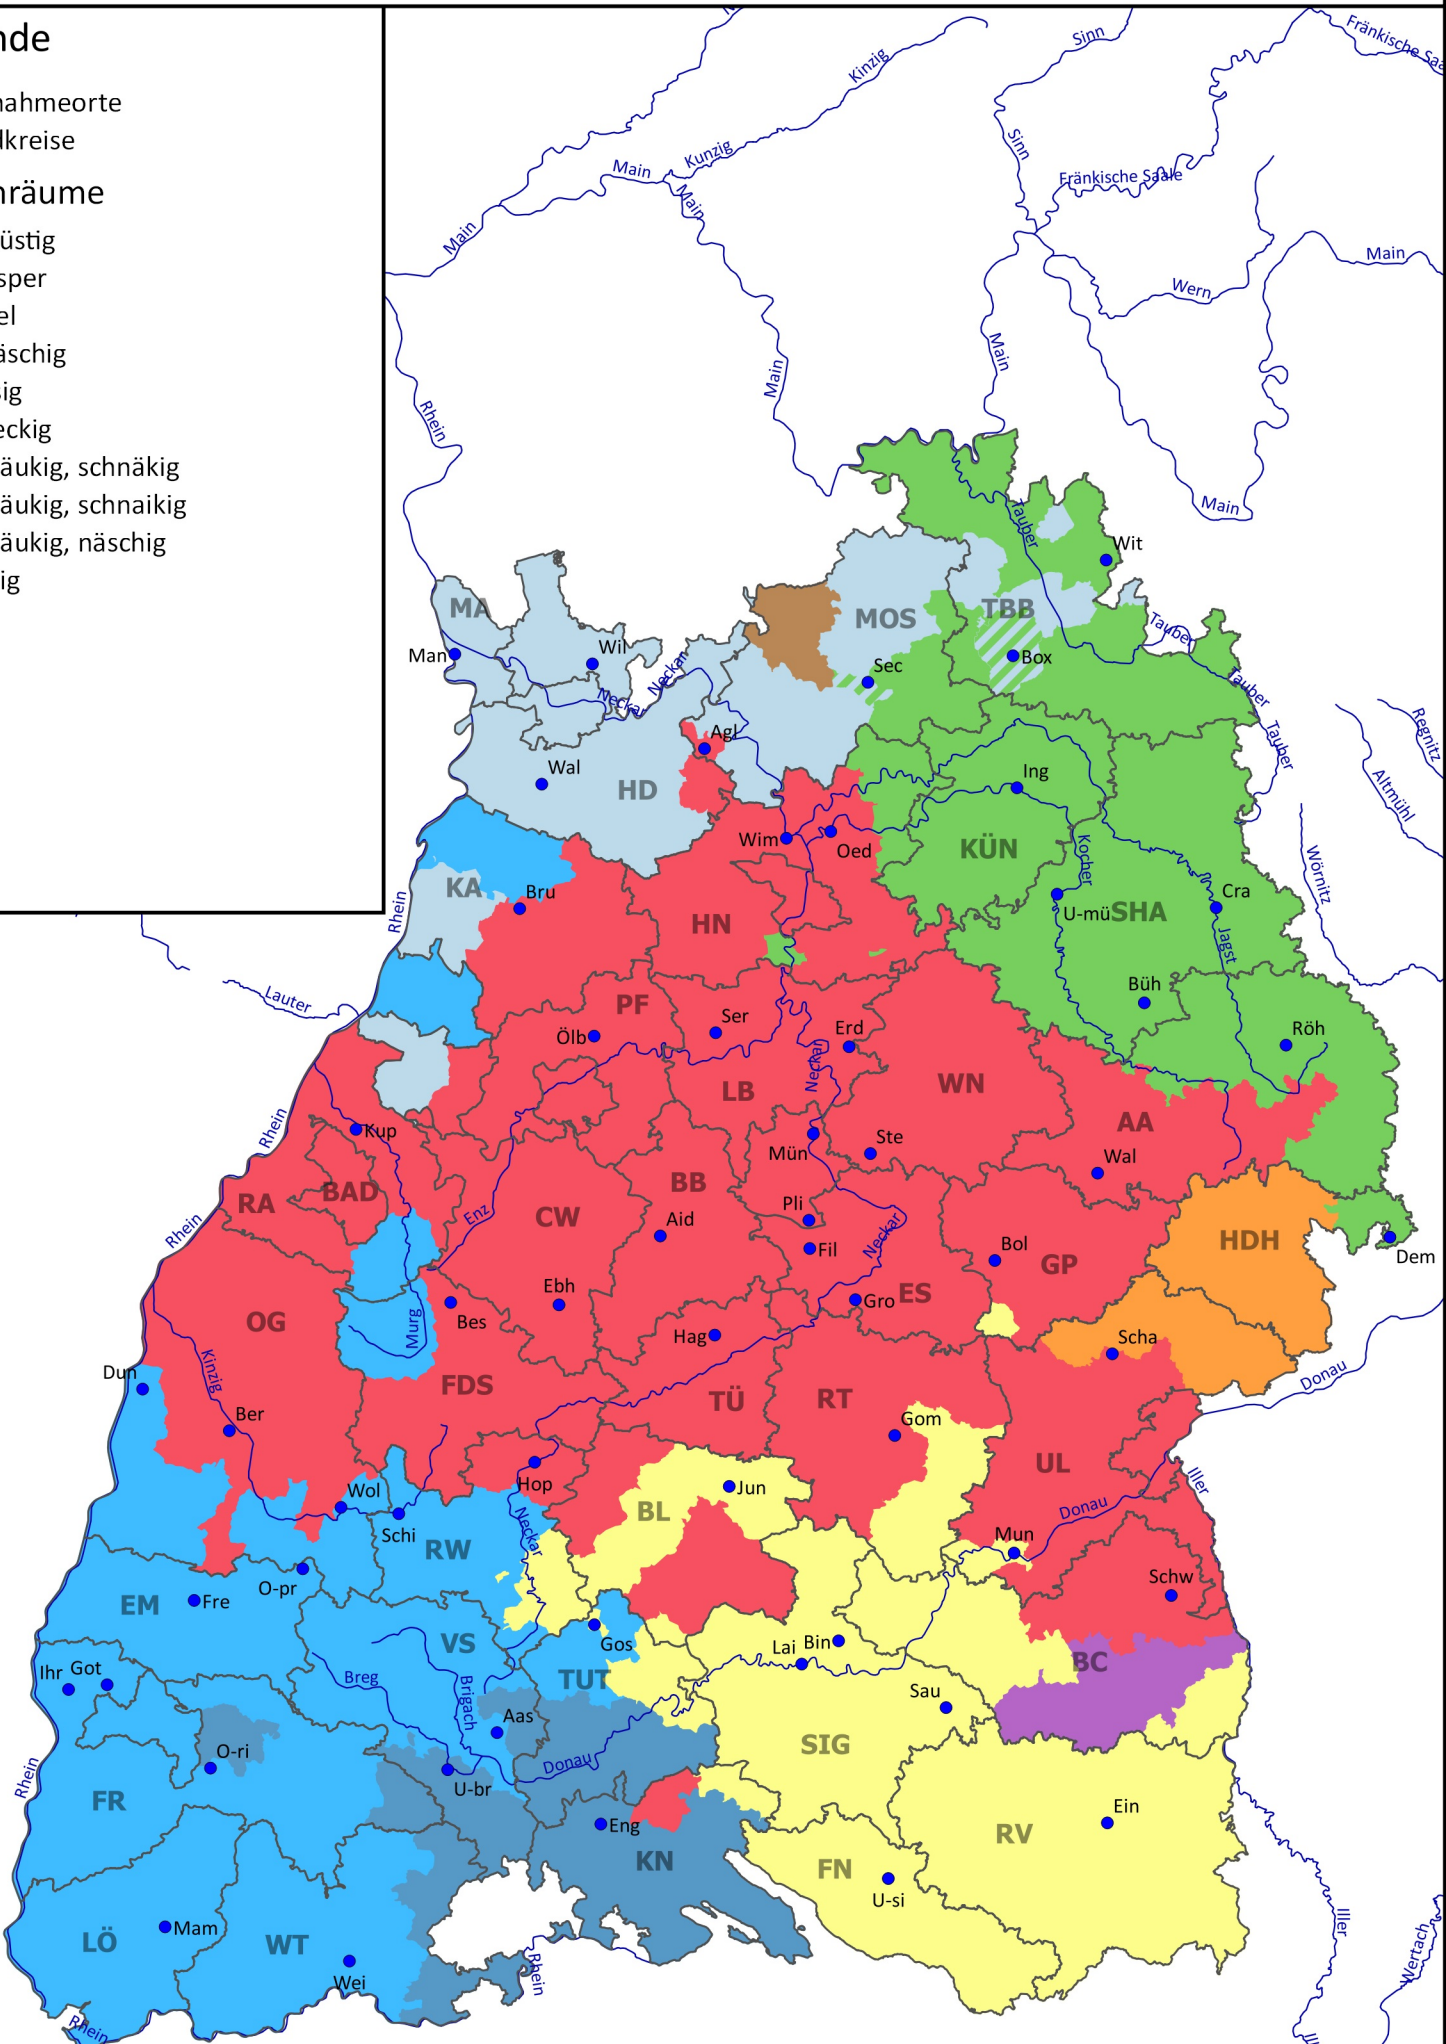 nde
nahmeorte
dkreise
nräume
üstig
sper
el
äschig
sig
eckig
äukig, schnäkig
äukig, schnaikig
äukig, näschig
ig
Kinzig
Sinn
Fränkische Saa
Main
Kunzig
Sinn
Main
Fränkische Saale
Main
Main
Wern
Main
Main
Rhein
Main
Tauber
Wit
MA
MOS
TBB
Tauber
Man
Wil
Neckar
Sec
Box
Neckar
Tauber
Agl
Tauber
Regnitz
Wal
HD
Ing
Altmühl
Wim
Oed
KÜN
Kocher
Wörnitz
KA
Bru
Rhein
HN
U-mü
SHA
Cra
Jagst
Lauter
PF
Büh
Ölb
Ser
Erd
Röh
Neckar
LB
WN
Rhein
Kup
AA
Mün
Ste
Wal
RA
BAD
BB
Rhein
Enz
CW
Aid
Pli
Fil
Neckar
Bol
GP
HDH
Dem
Ebh
OG
Murg
Bes
Gro
ES
Hag
Scha
Dun
Kinzig
FDS
TÜ
RT
Donau
Ber
Gom
Hop
UL
Wol
Jun
BL
Iller
Schi
Donau
RW
Neckar
Mun
O-pr
Schw
EM
Fre
VS
Gos
Lai
Bin
BC
Ihr
Got
Breg
TUT
Brigach
Sau
Aas
SIG
O-ri
Donau
Rhein
FR
U-br
Ein
Eng
RV
KN
FN
U-si
Mam
LÖ
WT
Wei
Rhein
Rhein
Iller
Wertach